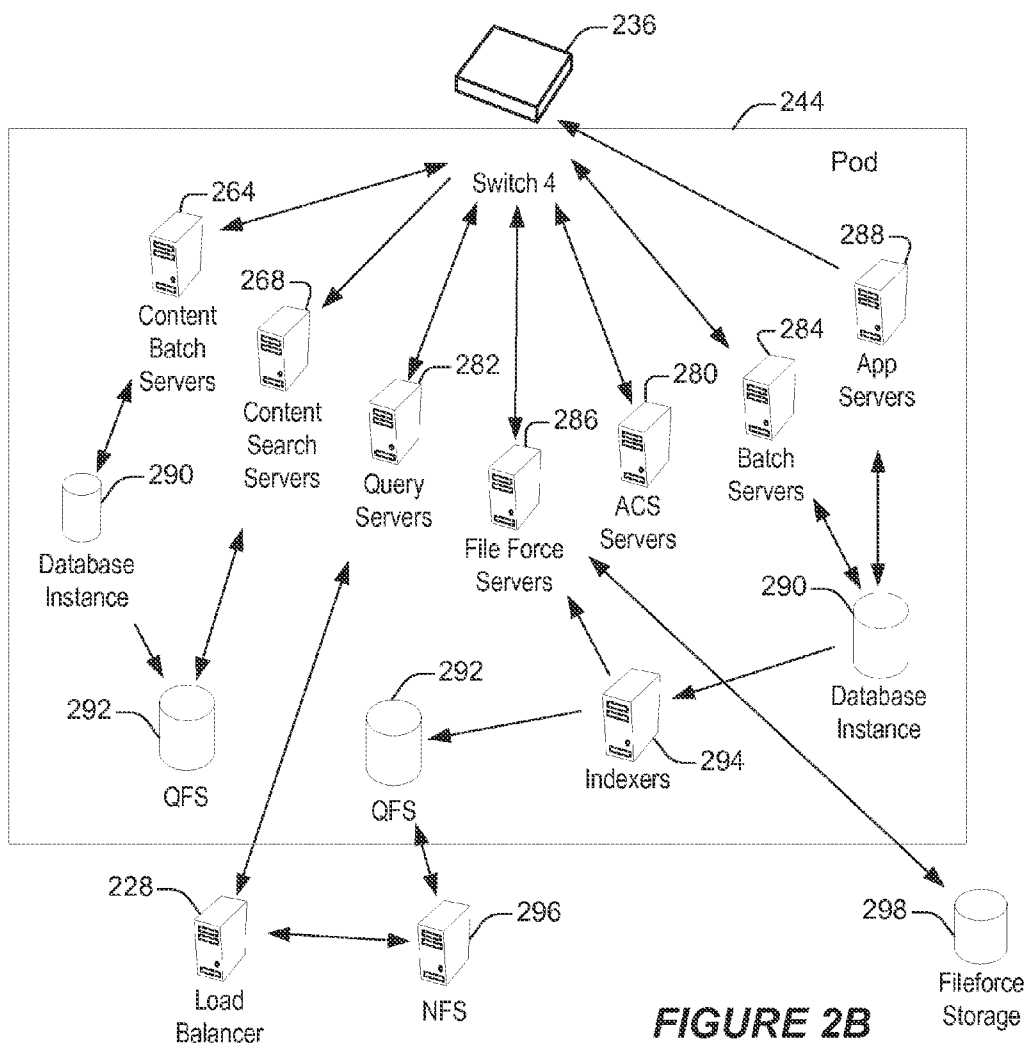 236
244
Pod
Switch 4
264
Content
Batch
Servers
268
Content
Search
Servers
282
Query
Servers
286
File Force
Servers
280
ACS
Servers
284
Batch
Servers
288
App
Servers
290
Database
Instance
290
Database
Instance
292
QFS
292
QFS
294
Indexers
228
Load
Balancer
296
NFS
298
Fileforce
Storage
FIGURE 2B